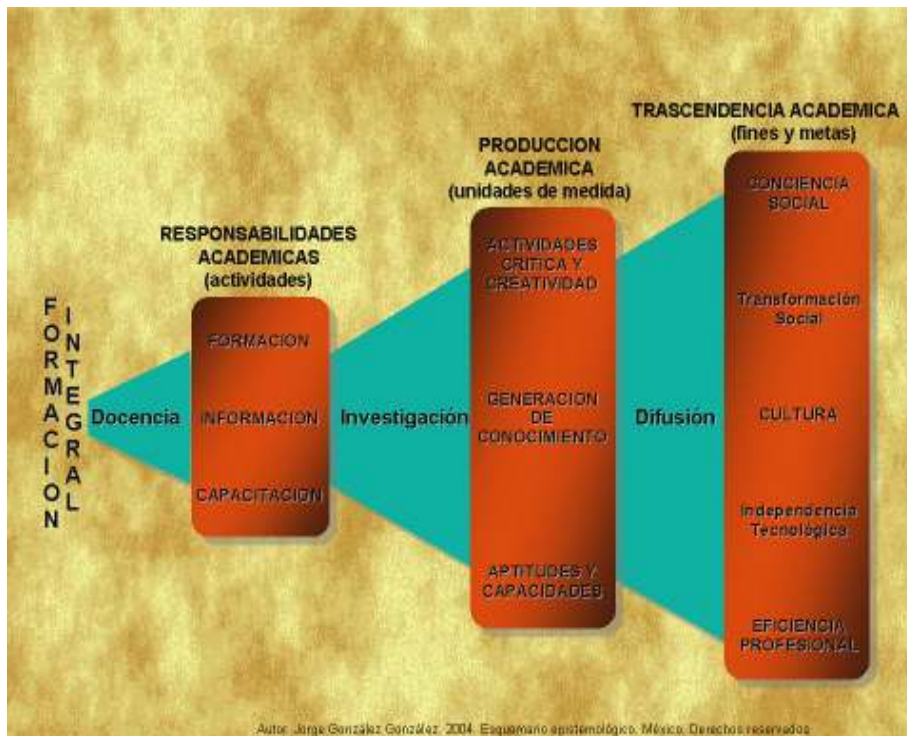 FORMACION
INTEGRAL
Docencia
RESPONSABILIDADES
ACADEMICAS
(actividades)
FORMACION
INFORMACION
CAPACITACION
Investigación
PRODUCCION
ACADEMICA
(unidades de medida)
ACTIVIDADES
CRITICA Y
CREATIVIDAD
GENERACION
DE
CONOCIMIENTO
APTITUDES Y
CAPACIDADES
Difusión
TRASCENDENCIA ACADEMICA
(fines y metas)
CONCIENCIA
SOCIAL
Transformación
Social
CULTURA
Independencia
Tecnológica
EFICIENCIA
PROFESIONAL
Autor: Jorge González González. 2004. Esquemario epistemológico. México. Derechos reservados